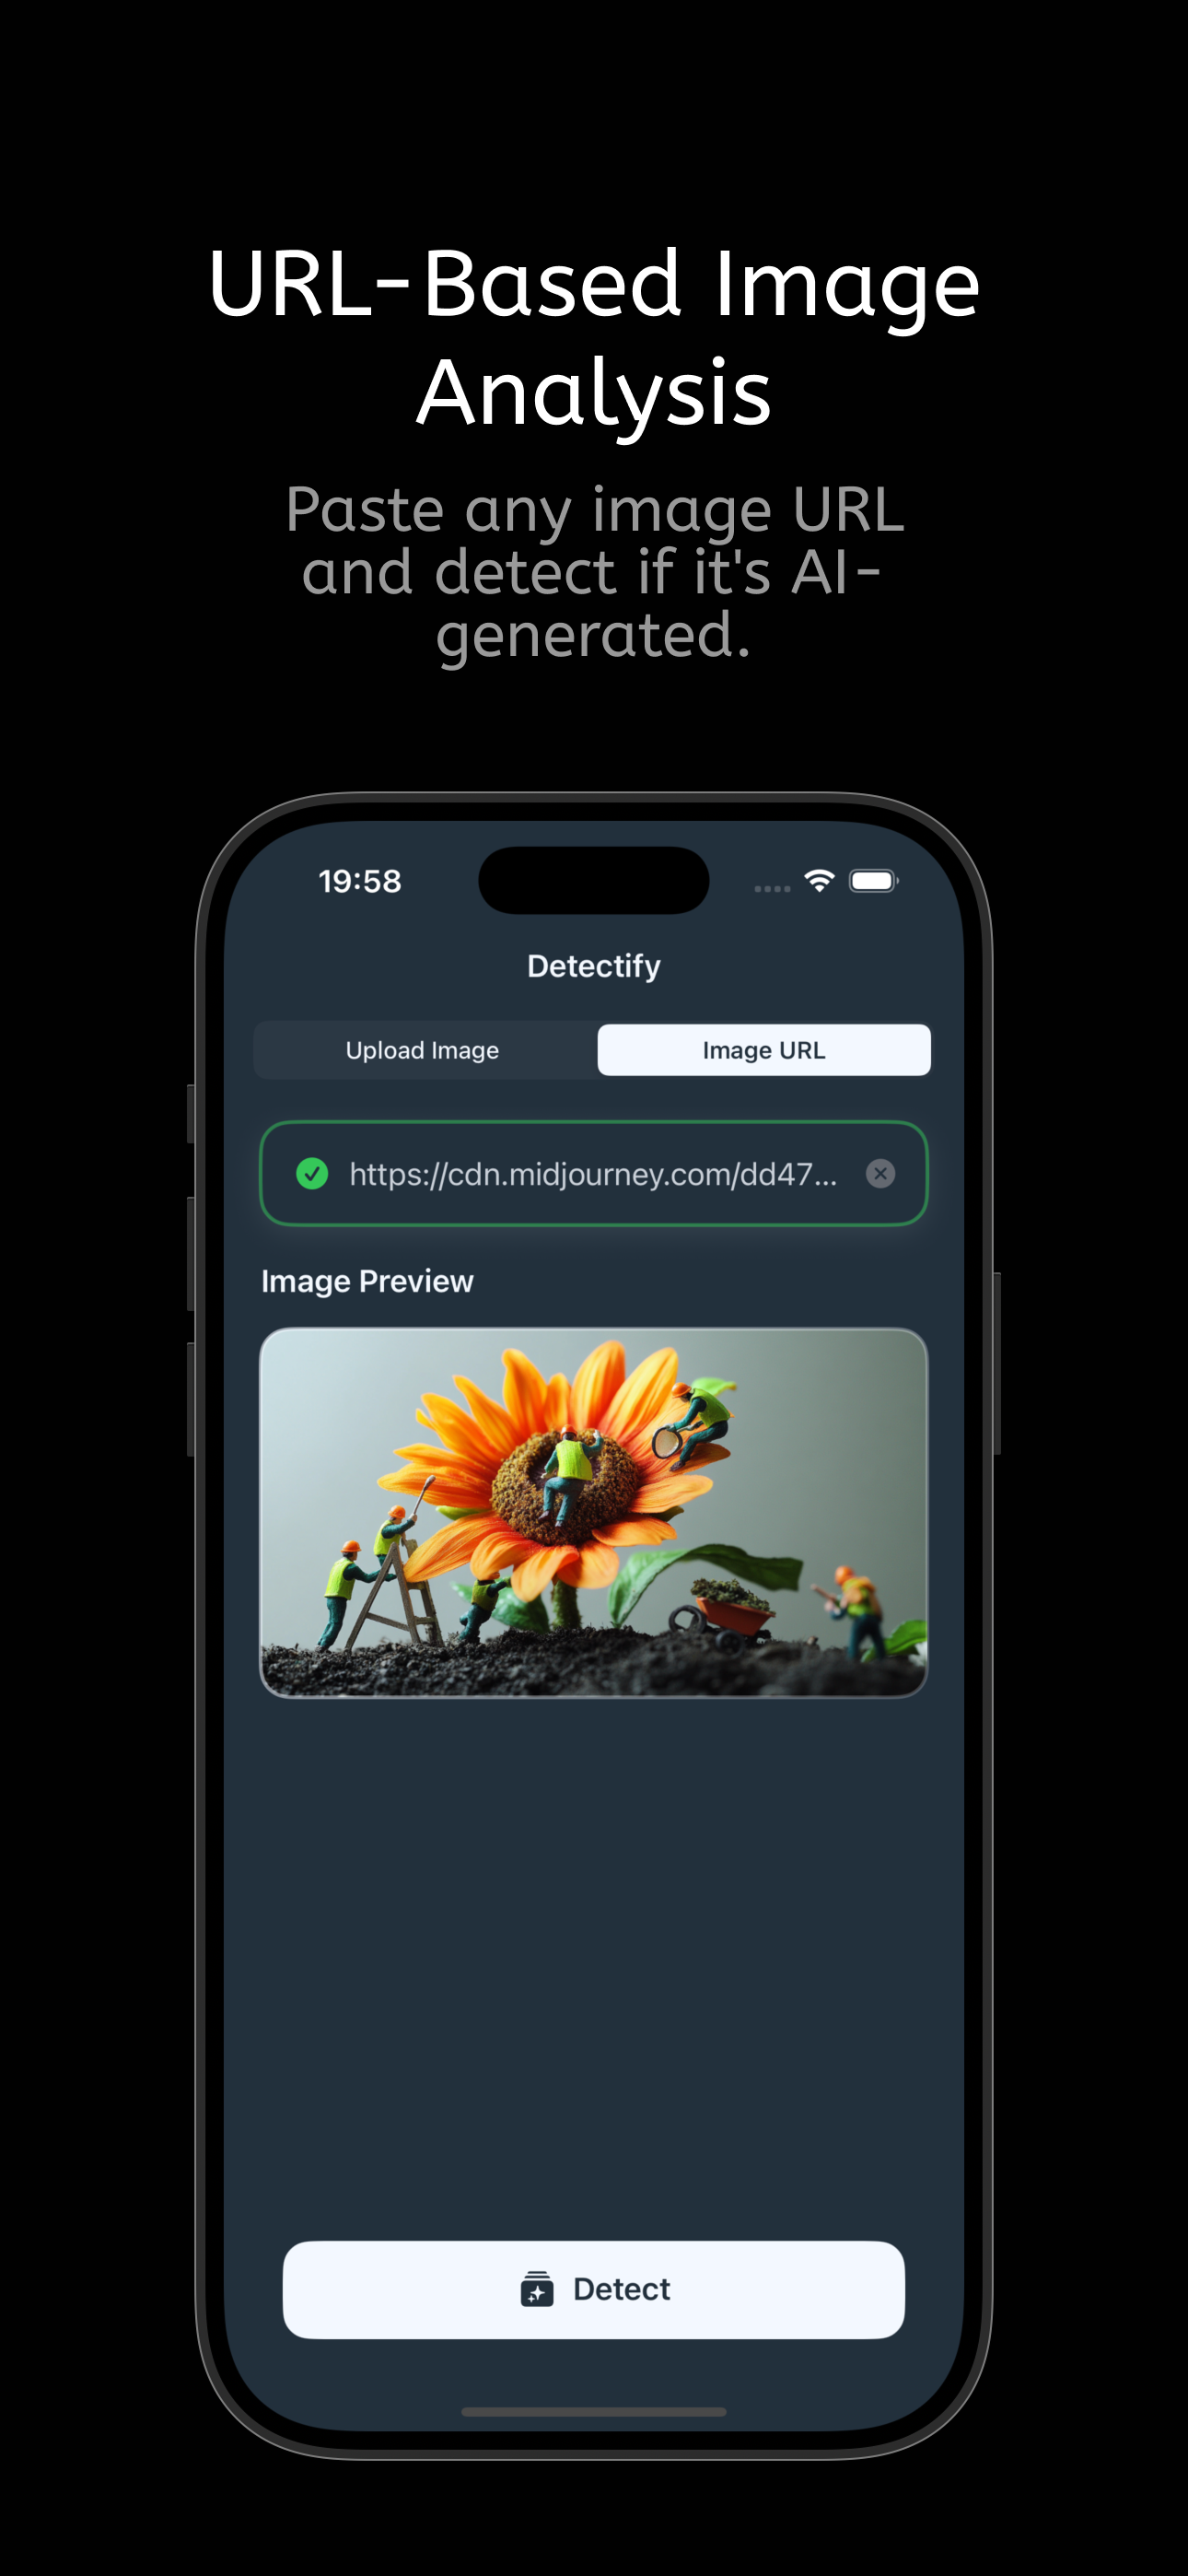 URL-Based Image
Analysis
Paste any image URL
and detect if it's AI-
generated.
19:58
Detectify
Upload Image
Image URL
https://cdn.midjourney.com/dd47...
Image Preview
Detect